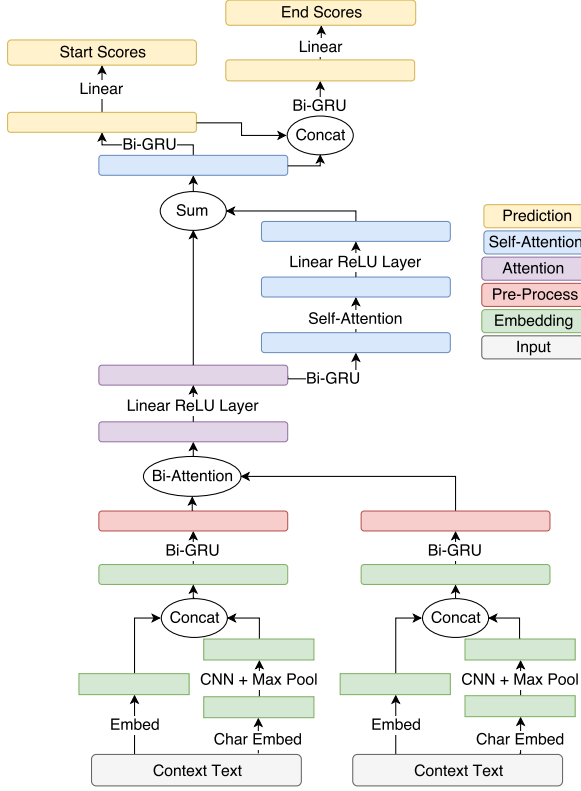 End Scores
Linear
Start Scores
Linear
Bi-GRU
Concat
Bi-GRU
Sum
Linear ReLU Layer
Self-Attention
Bi-GRU
Linear ReLU Layer
Bi-Attention
Bi-GRU
Bi-GRU
Concat
Concat
CNN + Max Pool
CNN + Max Pool
Embed
Char Embed
Embed
Char Embed
Context Text
Context Text
Prediction
Self-Attention
Attention
Pre-Process
Embedding
Input